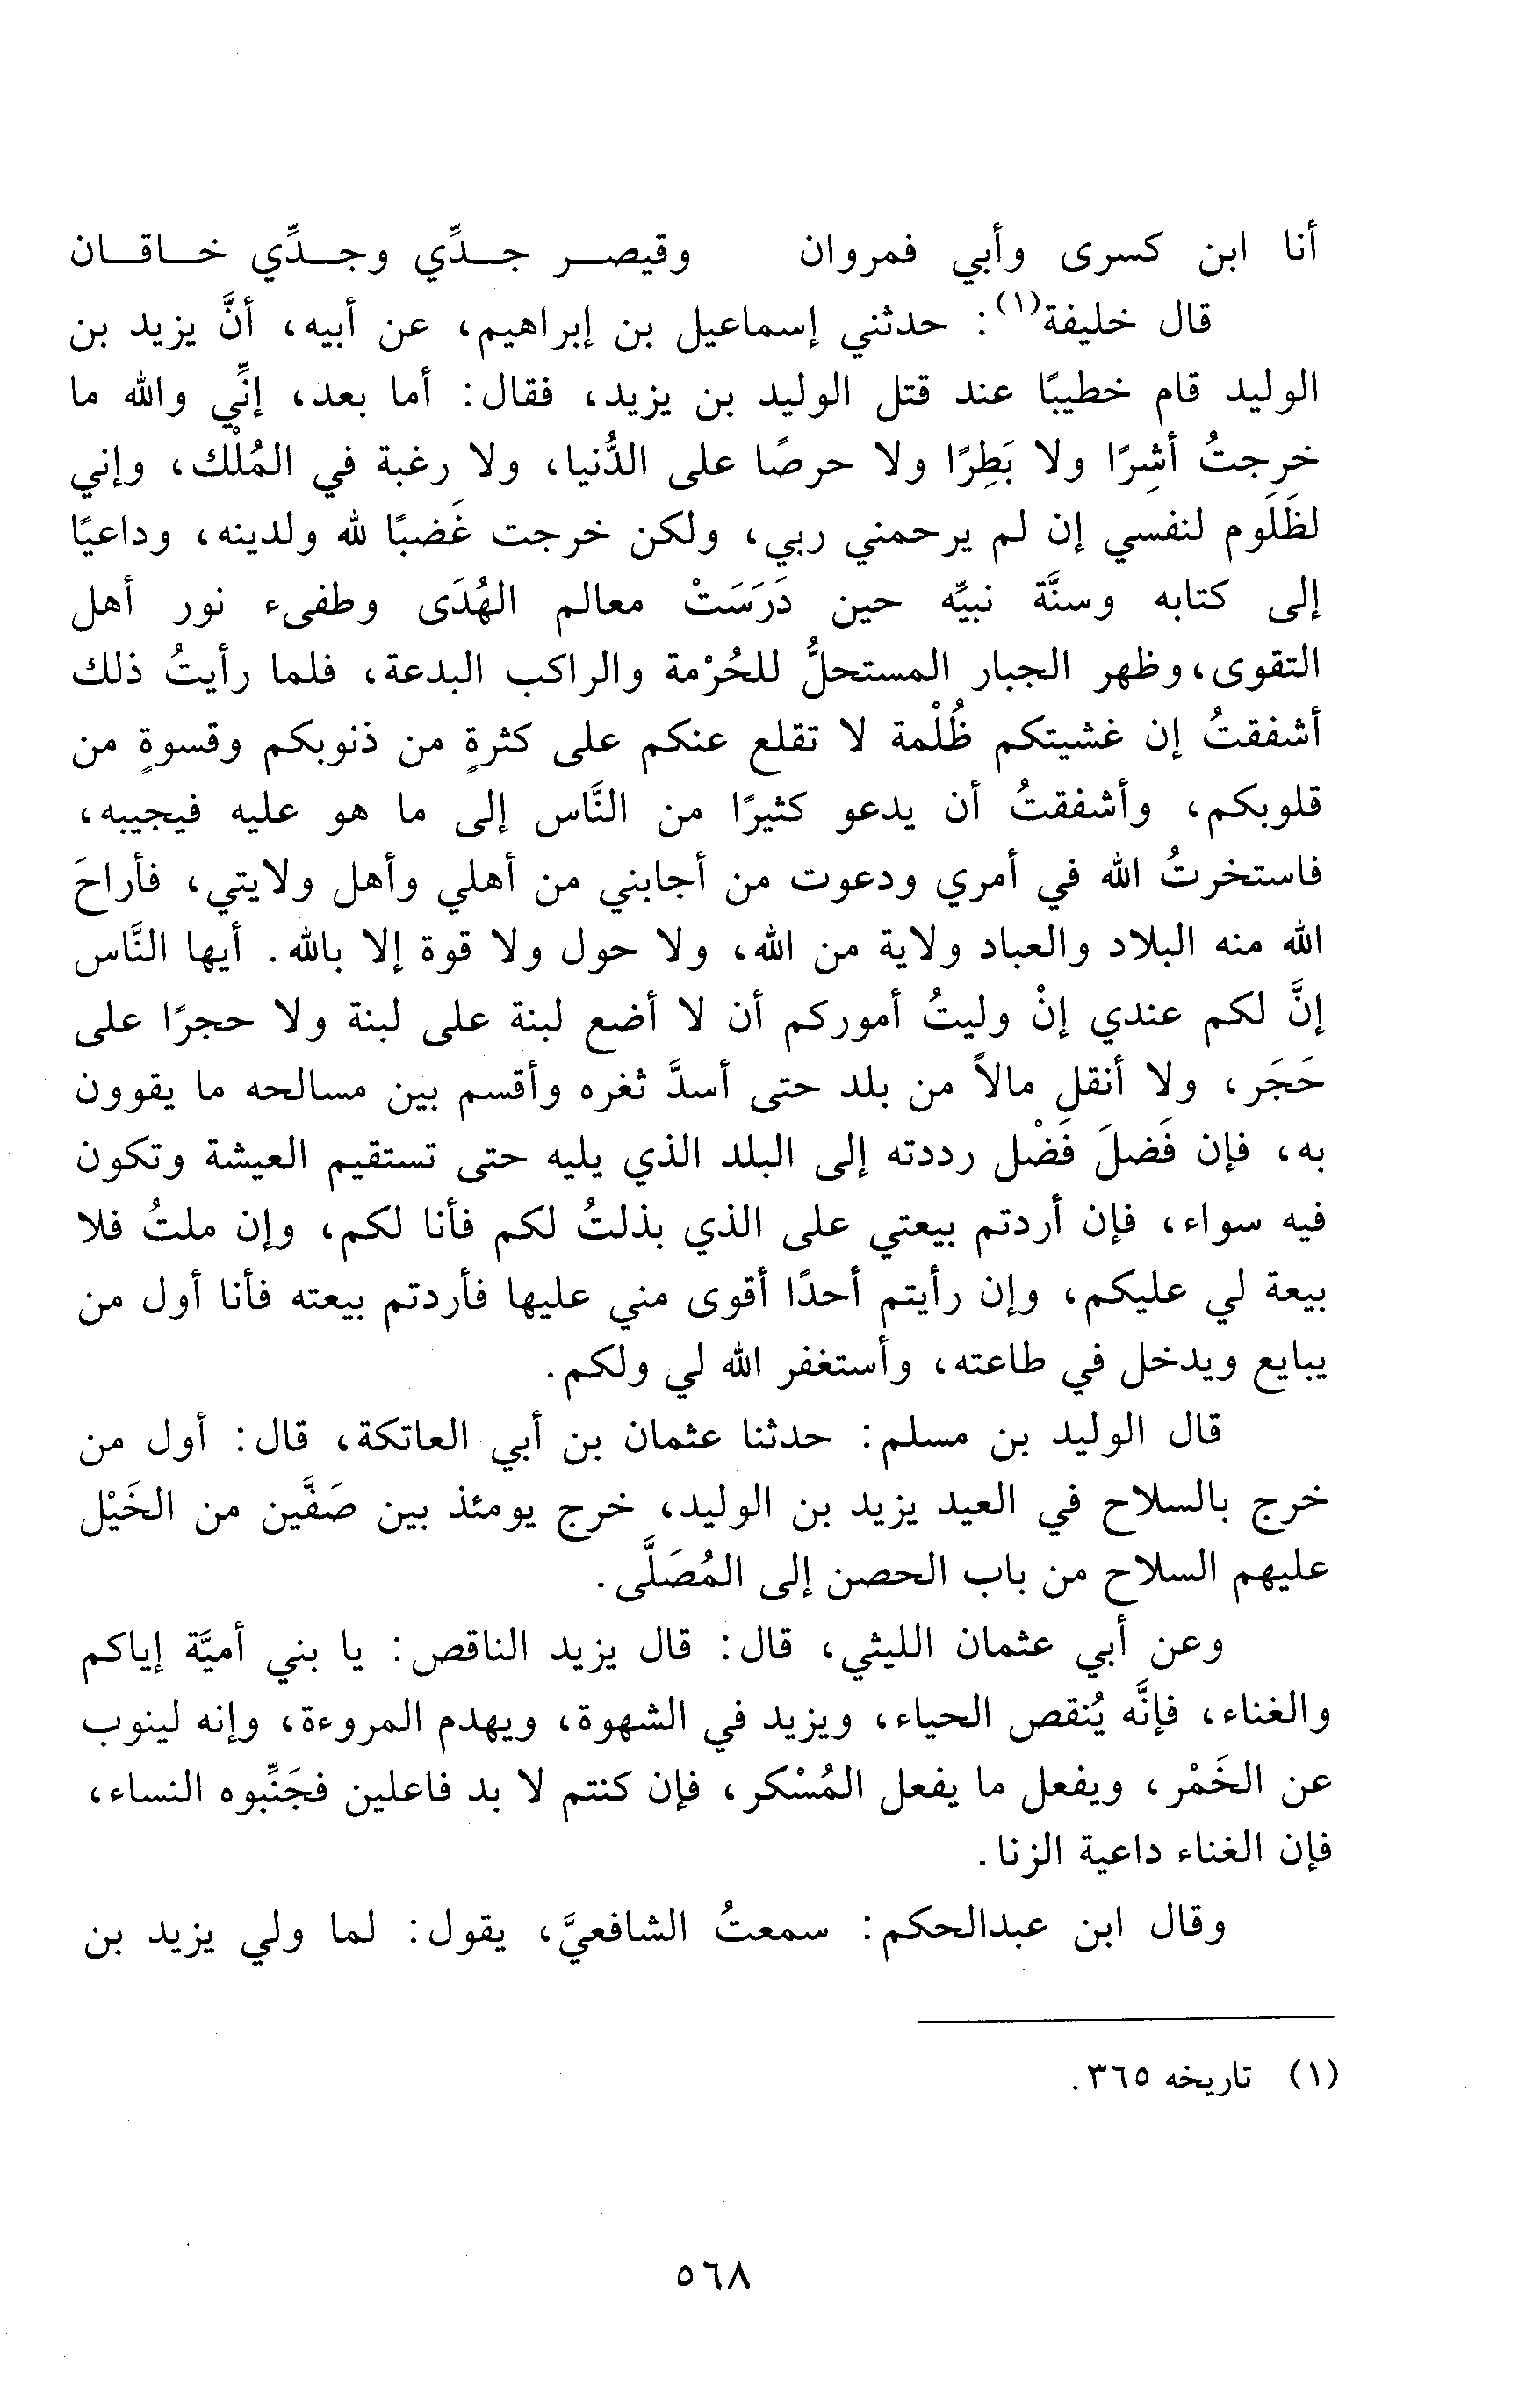 أنا ابن كسرى وأبي فمروان وقيصر جدِّي وجدِّي خاقان
قال خليفة(١): حدثني إسماعيل بن إبراهيم، عن أبيه، أنَّ يزيد بن
الوليد قام خطيبًا عند قتل الوليد بن يزيد، فقال: أما بعد، إنِّي والله ما
خرجتُ أشِرًا ولا بَطِرًا ولا حرصًا على الدُّنيا، ولا رغبة في المُلْك، وإني
لظَلَوم لنفسي إن لم يرحمني ربي، ولكن خرجت غَضبًا لله ولدينه، وداعيًا
إلى كتابه وسنَّة نبيِّه حين دَرَسَتْ معالم الهُدَى وطفىء نور أهل
التقوى، وظهر الجبار المستحلُّ للحُرْمة والراكب البدعة، فلما رأيتُ ذلك
أشفقتُ إن غشيتكم ظُلْمة لا تقلع عنكم على كثرةٍ من ذنوبكم وقسوةٍ من
قلوبكم، وأشفقتُ أن يدعو كثيرًا من النَّاس إلى ما هو عليه فيجيبه،
فاستخرتُ الله في أمري ودعوت من أجابني من أهلي وأهل ولايتي، فأراحَ
الله منه البلاد والعباد ولاية من الله، ولا حول ولا قوة إلا بالله. أيها النَّاس
إنَّ لكم عندي إنْ وليتُ أموركم أن لا أضع لبنة على لبنة ولا حجرًا على
حَجَر، ولا أنقل مالاً من بلد حتى أسدَّ ثغره وأقسم بين مسالحه ما يقوون
به، فإن فَضلَ فَضْل رددته إلى البلد الذي يليه حتى تستقيم العيشة وتكون
فيه سواء، فإن أردتم بيعتي على الذي بذلتُ لكم فأنا لكم، وإن ملتُ فلا
بيعة لي عليكم، وإن رأيتم أحدًا أقوى مني عليها فأردتم بيعته فأنا أول من
يبايع ويدخل في طاعته، وأستغفر الله لي ولكم.
قال الوليد بن مسلم: حدثنا عثمان بن أبي العاتكة، قال: أول من
خرج بالسلاح في العيد يزيد بن الوليد، خرج يومئذ بين صَفَّين من الخَيْل
عليهم السلاح من باب الحصن إلى المُصَلَّى.
وعن أبي عثمان الليثي، قال: قال يزيد الناقص: يا بني أميَّة إياكم
والغناء، فإنَّه يُنقص الحياء، ويزيد في الشهوة، ويهدم المروءة، وإنه لينوب
عن الخَمْر، ويفعل ما يفعل المُسْكر، فإن كنتم لا بد فاعلين فجَنِّبوه النساء،
فإن الغناء داعية الزنا.
وقال ابن عبدالحكم: سمعتُ الشافعيَّ، يقول: لما ولي يزيد بن
(١) تاريخه ٣٦٥.
٥٦٨